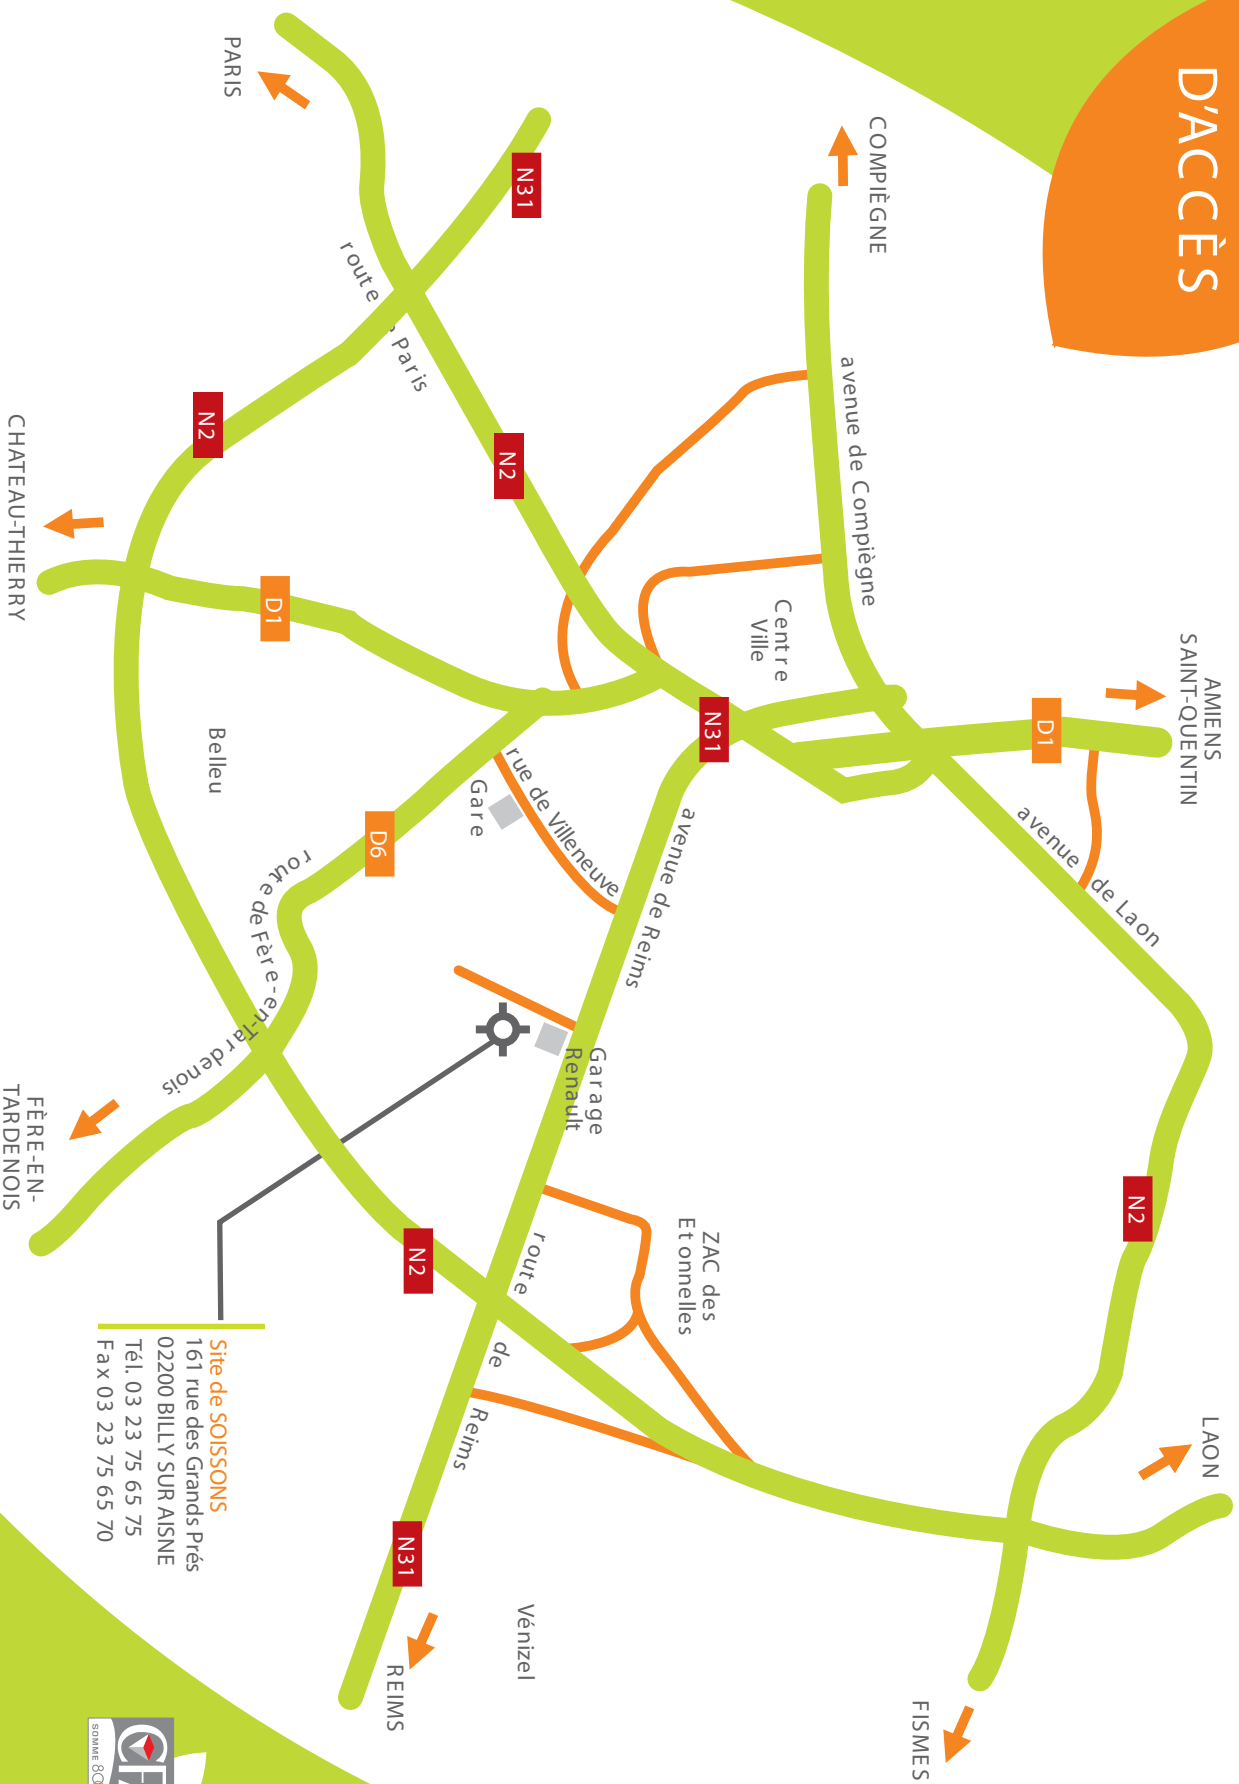 D'ACCÈS
AMIENS
SAINT-QUENTIN
LAON
COMPIÈGNE
D1
avenue de Laon
N2
FISMES
avenue de Compiègne
Centre
Ville
N31
ZAC des
Etonnelles
avenue de Reims
Garage
Renault
N31
rue de Villeneuve
route de Reims
Vénizel
N2
Gare
PARIS
route Paris
D6
N2
N31
REIMS
N2
D1
Belleu
route de Fère-en-Tardenois
CHATEAU-THIERRY
FÈRE-EN-
TARDENOIS
Site de SOISSONS
161 rue des Grands Prés
02200 BILLY SUR AISNE
Tél. 03 23 75 65 75
Fax 03 23 75 65 70
SOMME